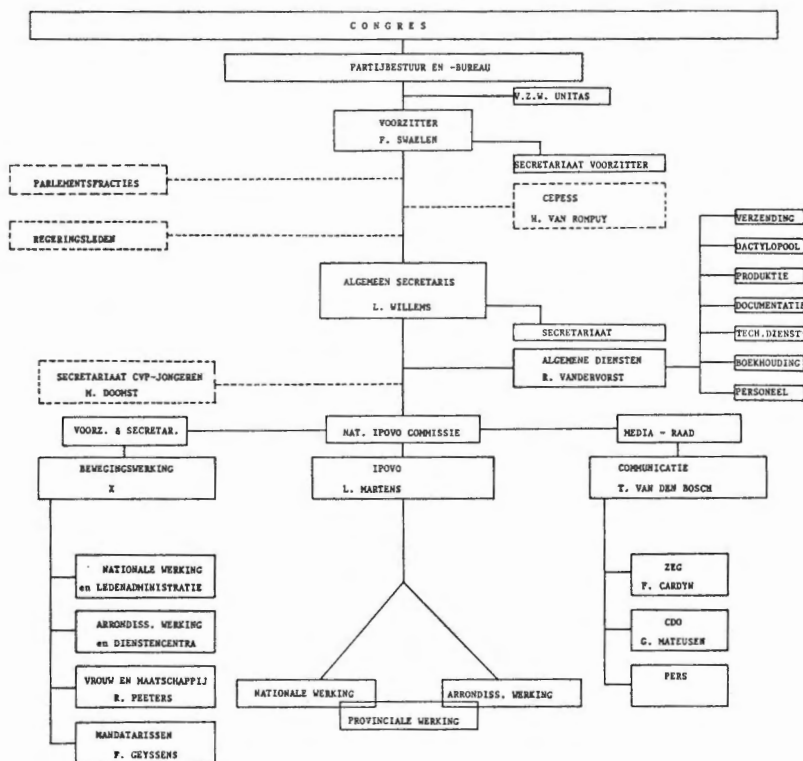 CONGRES
PARTIJBESTUUR EN -BUREAU
V.Z.W. UNITAS
VOORZITTER
F. SWAELEN
SECRETARIAAT VOORZITTER
PARLEMENTSFRACTIES
CEPESS
H. VAN ROMPUY
REGERINGSLEDEN
VERZENDING
DACTYLOPOOL
PRODUKTIE
DOCUMENTATIE
TECH.DIENST
BOEKHOUDING
PERSONEEL
ALGEMEEN SECRETARIS
L. WILLEMS
SECRETARIAAT
ALGEMENE DIENSTEN
R. VANDERVORST
SECRETARIAAT CVP-JONGEREN
M. DOOMST
VOORZ. & SECRETAR.
NAT. IPOVO COMMISSIE
MEDIA - RAAD
BEWEGINGSWERKING
X
IPOVO
L. MARTENS
COMMUNICATIE
T. VAN DEN BOSCH
NATIONALE WERKING
en LEDENADMINISTRATIE
ARRONDISS. WERKING
en DIENSTENCENTRA
VROUW EN MAATSCHAPPIJ
R. PEETERS
MANDATARISSEN
F. GEYSSENS
NATIONALE WERKING
ARRONDISS. WERKING
PROVINCIALE WERKING
ZEG
F. CARDYN
CDO
G. MATEUSEN
PERS